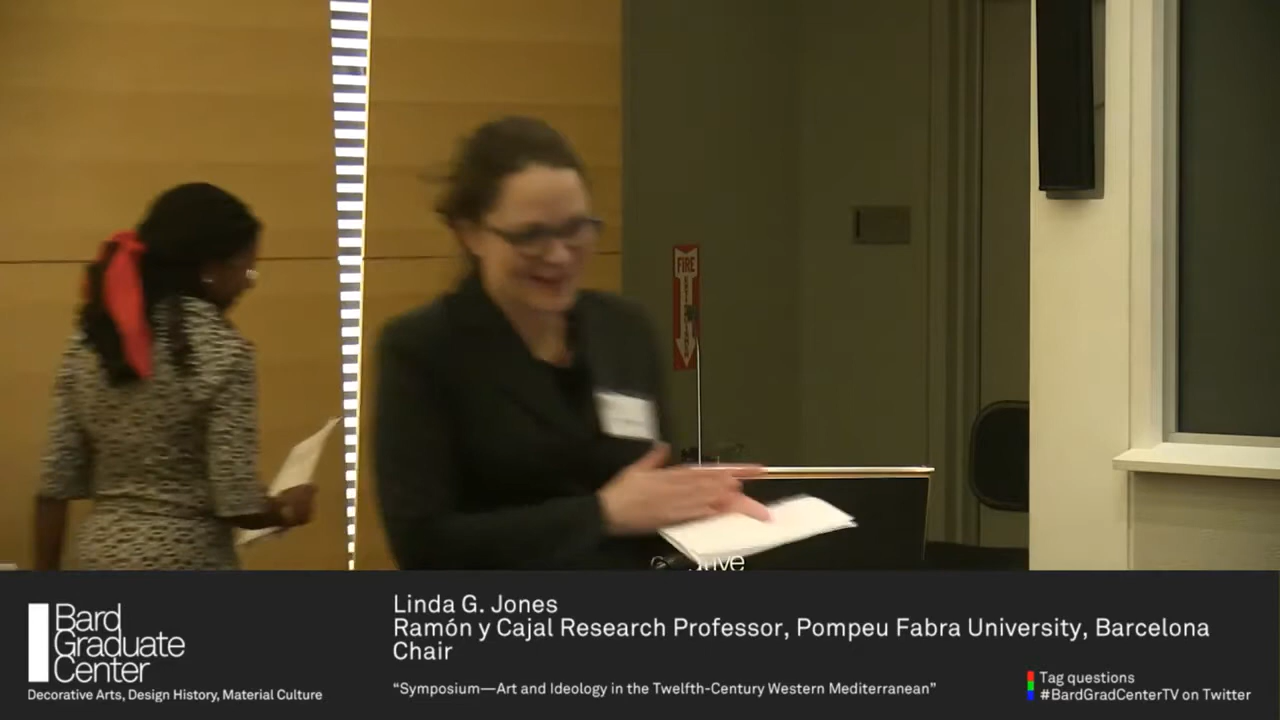 FIRE
Bard
Graduate
Center
Decorative Arts, Design History, Material Culture
Linda G. Jones
Ramón y Cajal Research Professor, Pompeu Fabra University, Barcelona
Chair
“Symposium—Art and Ideology in the Twelfth-Century Western Mediterranean”
Tag questions
#BardGradCenterTV on Twitter